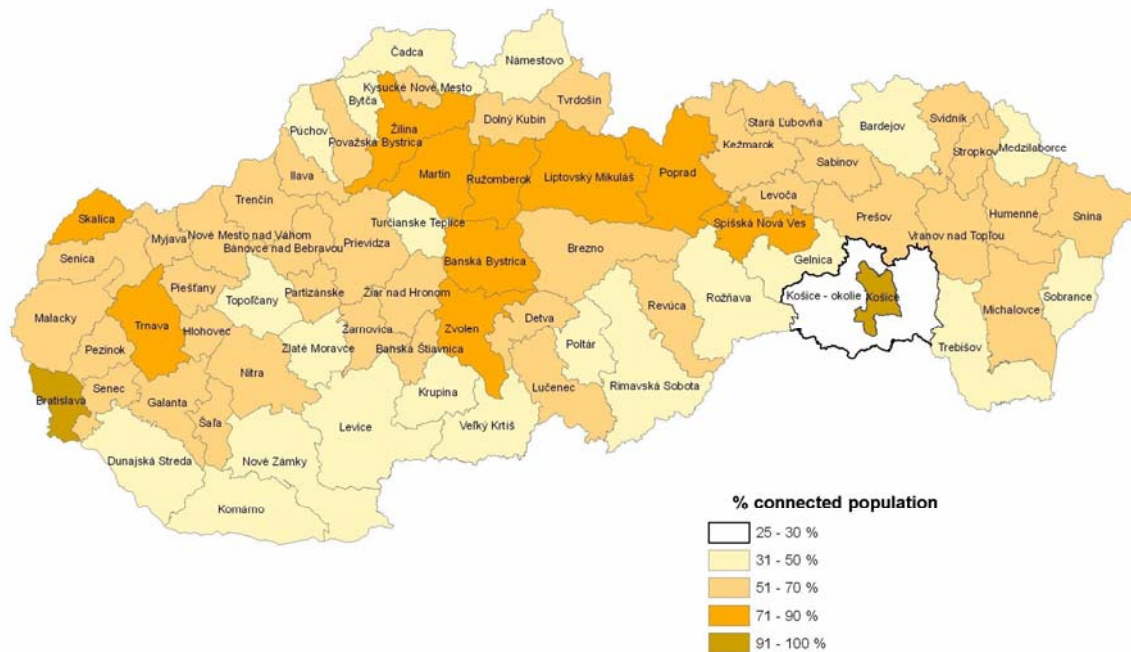 Čadca
Námestovo
Kysucké Nové Mesto
Bytča
Tvrdošín
Púchov
Dolný Kubín
Stará Ľubovňa
Bardejov
Svidník
Žilina
Považská Bystrica
Kežmarok
Stropkov
Medzilaborce
Sabinov
Ilava
Martin
Ružomberok
Liptovský Mikuláš
Poprad
Levoča
Trenčín
Skalica
Turčianske Teplice
Spišská Nová Ves
Prešov
Humenné
Snina
Myjava
Nové Mesto nad Váhom
Vranov nad Topľou
Bánovce nad Bebravou
Prievidza
Brezno
Senica
Banská Bystrica
Gelnica
Piešťany
Partizánske
Žiar nad Hronom
Topoľčany
Rožňava
Košice - okolie
Košice
Sobrance
Revúca
Michalovce
Malacky
Trnava
Hlohovec
Žarnovica
Zvolen
Detva
Zlaté Moravce
Banská Štiavnica
Poltár
Trebišov
Pezinok
Nitra
Rimavská Sobota
Senec
Krupina
Lučenec
Bratislava
Galanta
Šaľa
Levice
Veľký Krtíš
Dunajská Streda
Nové Zámky
Komárno
% connected population
25 - 30 %
31 - 50 %
51 - 70 %
71 - 90 %
91 - 100 %